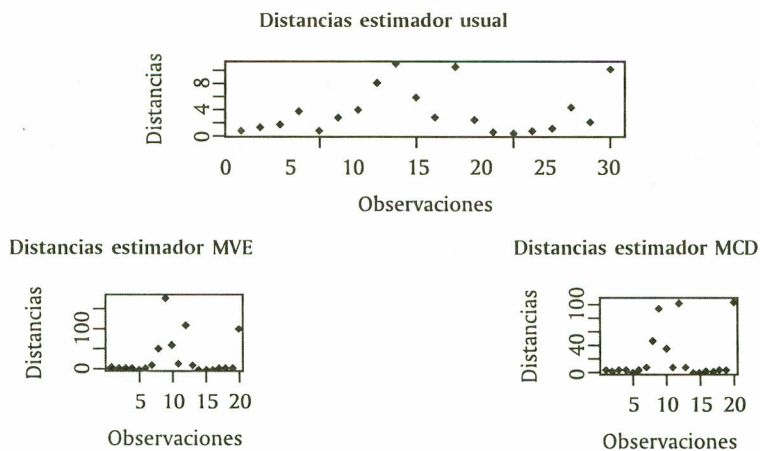 Distancias estimador usual
Distancias
0 4 8
0 5 10 15 20 25 30
Observaciones
Distancias estimador MVE
Distancias
0 100
5 10 15 20
Observaciones
Distancias estimador MCD
Distancias
0 40 100
5 10 15 20
Observaciones